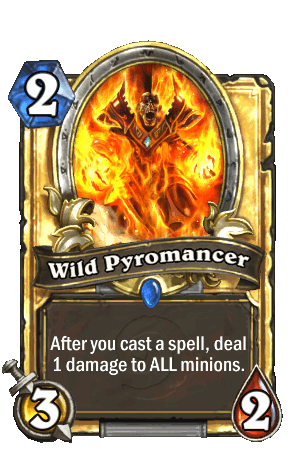 2
Wild Pyromancer
After you cast a spell, deal
1 damage to ALL minions.
3
2